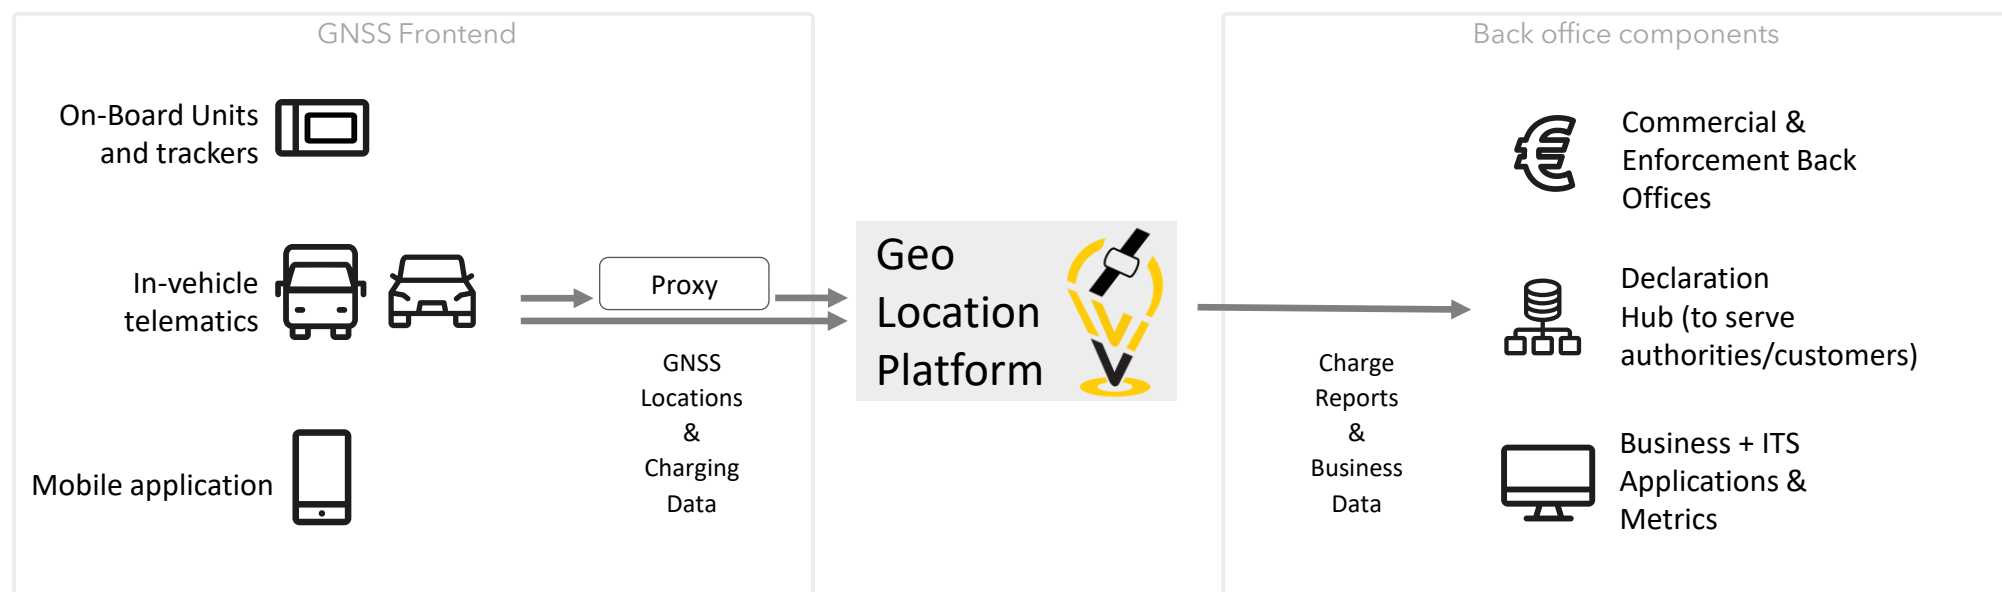 GNSS Frontend
On-Board Units
and trackers
In-vehicle
telematics
Mobile application
Proxy
GNSS
Locations
&
Charging
Data
Geo
Location
Platform
Back office components
Charge
Reports
&
Business
Data
Commercial &
Enforcement Back
Offices
Declaration
Hub (to serve
authorities/customers)
Business + ITS
Applications &
Metrics